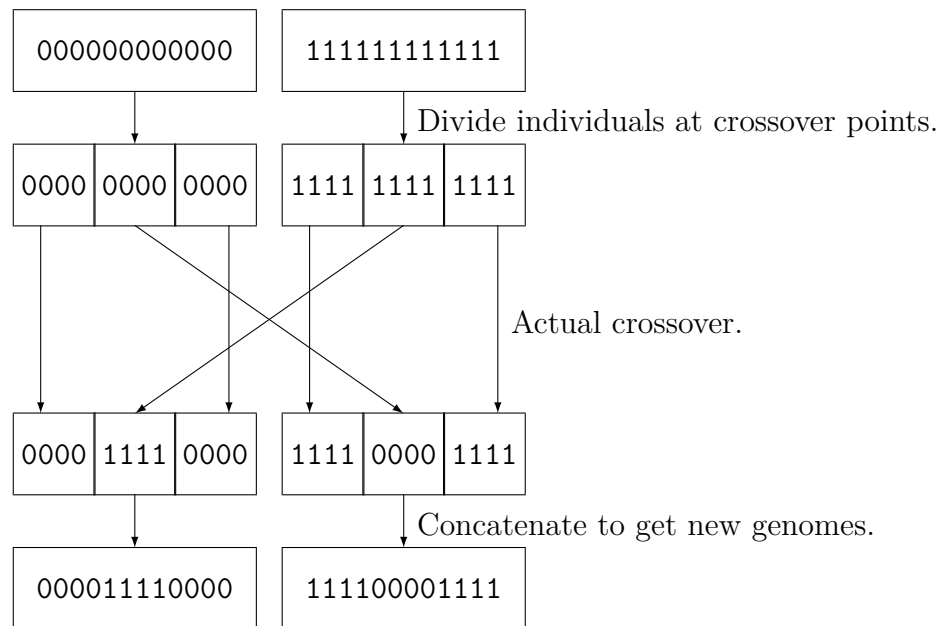 000000000000 111111111111
Divide individuals at crossover points.
0000 0000 0000 1111 1111 1111
Actual crossover.
0000 1111 0000 1111 0000 1111
Concatenate to get new genomes.
000011110000 111100001111